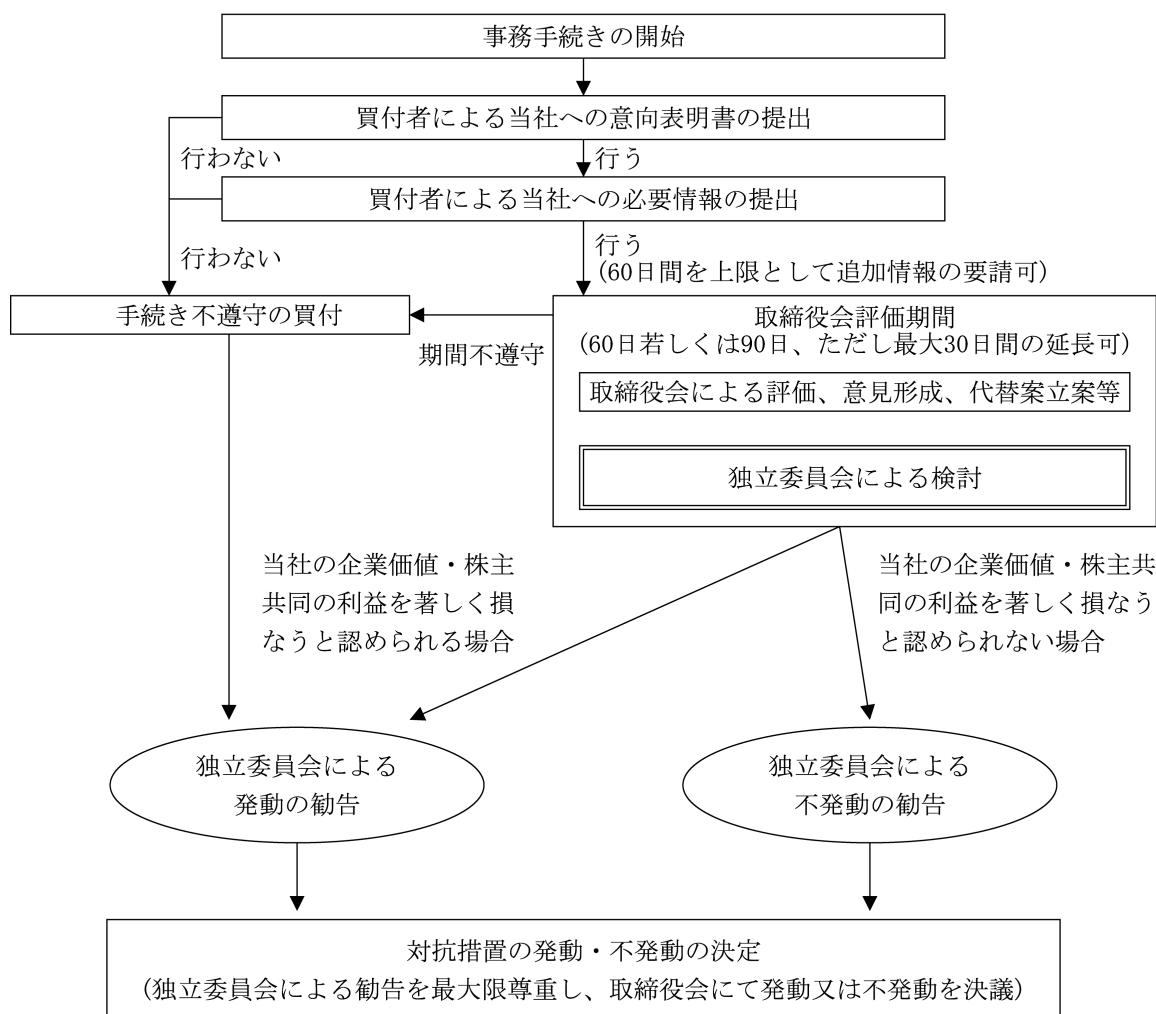 事務手続きの開始
買付者による当社への意向表明書の提出
行わない
行う
買付者による当社への必要情報の提出
行わない
行う
(60日間を上限として追加情報の要請可)
手続き不遵守の買付
期間不遵守
取締役会評価期間
(60日若しくは90日、ただし最大30日間の延長可)
取締役会による評価、意見形成、代替案立案等
独立委員会による検討
当社の企業価値・株主
共同の利益を著しく損
なうと認められる場合
当社の企業価値・株主共
同の利益を著しく損なう
と認められない場合
独立委員会による
発動の勧告
独立委員会による
不発動の勧告
対抗措置の発動・不発動の決定
(独立委員会による勧告を最大限尊重し、取締役会にて発動又は不発動を決議)